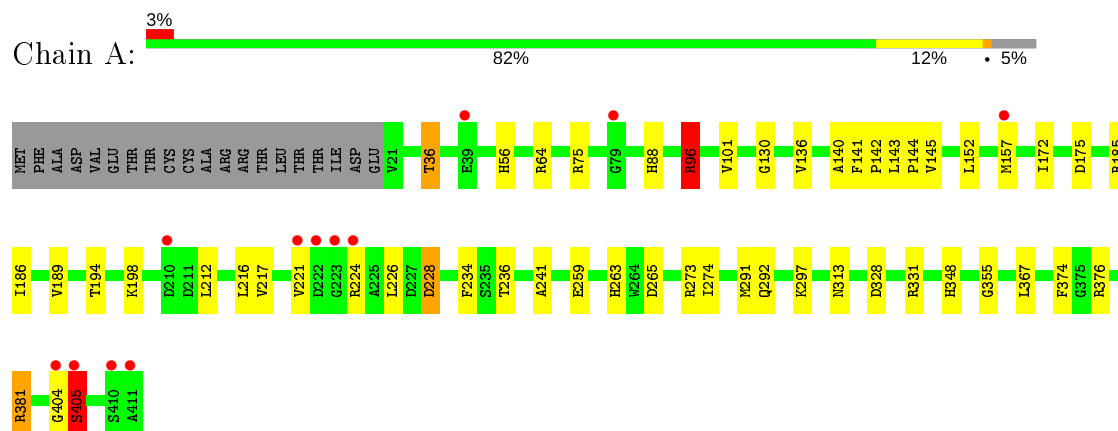 3%
Chain A:
82% 12% • 5%
MET PHE ALA ASP VAL GLU THR THR CYS CYS ALA ARG ARG THR LEU THR THR ILE ASP GLU V21 T36 E39 H56 R64 R75 G79 H88 R96 V101 G130 V136 A140 F141 P142 L143 P144 V145 L152 M157 I172 D175 R185
I186 V189 T194 K198 D210 D211 L212 L216 V217 V221 D222 G223 R224 A225 L226 D227 D228 F234 S235 T236 A241 E259 H263 W264 D265 R273 I274 M291 Q292 K297 N313 D328 R331 H348 G355 L367 F374 G375 R376
R381 G404 S405 S410 A411